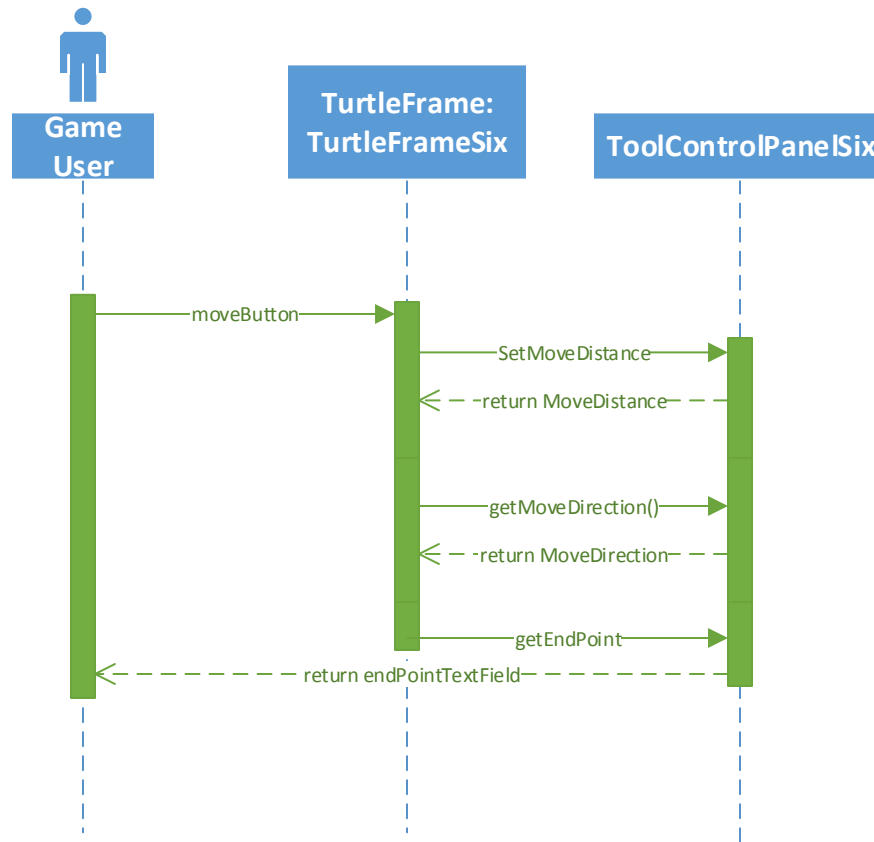 Game
User
TurtleFrame:
TurtleFrameSix
ToolControlPanelSix
moveButton
SetMoveDistance
return MoveDistance
getMoveDirection()
return MoveDirection
getEndPoint
return endPointTextField